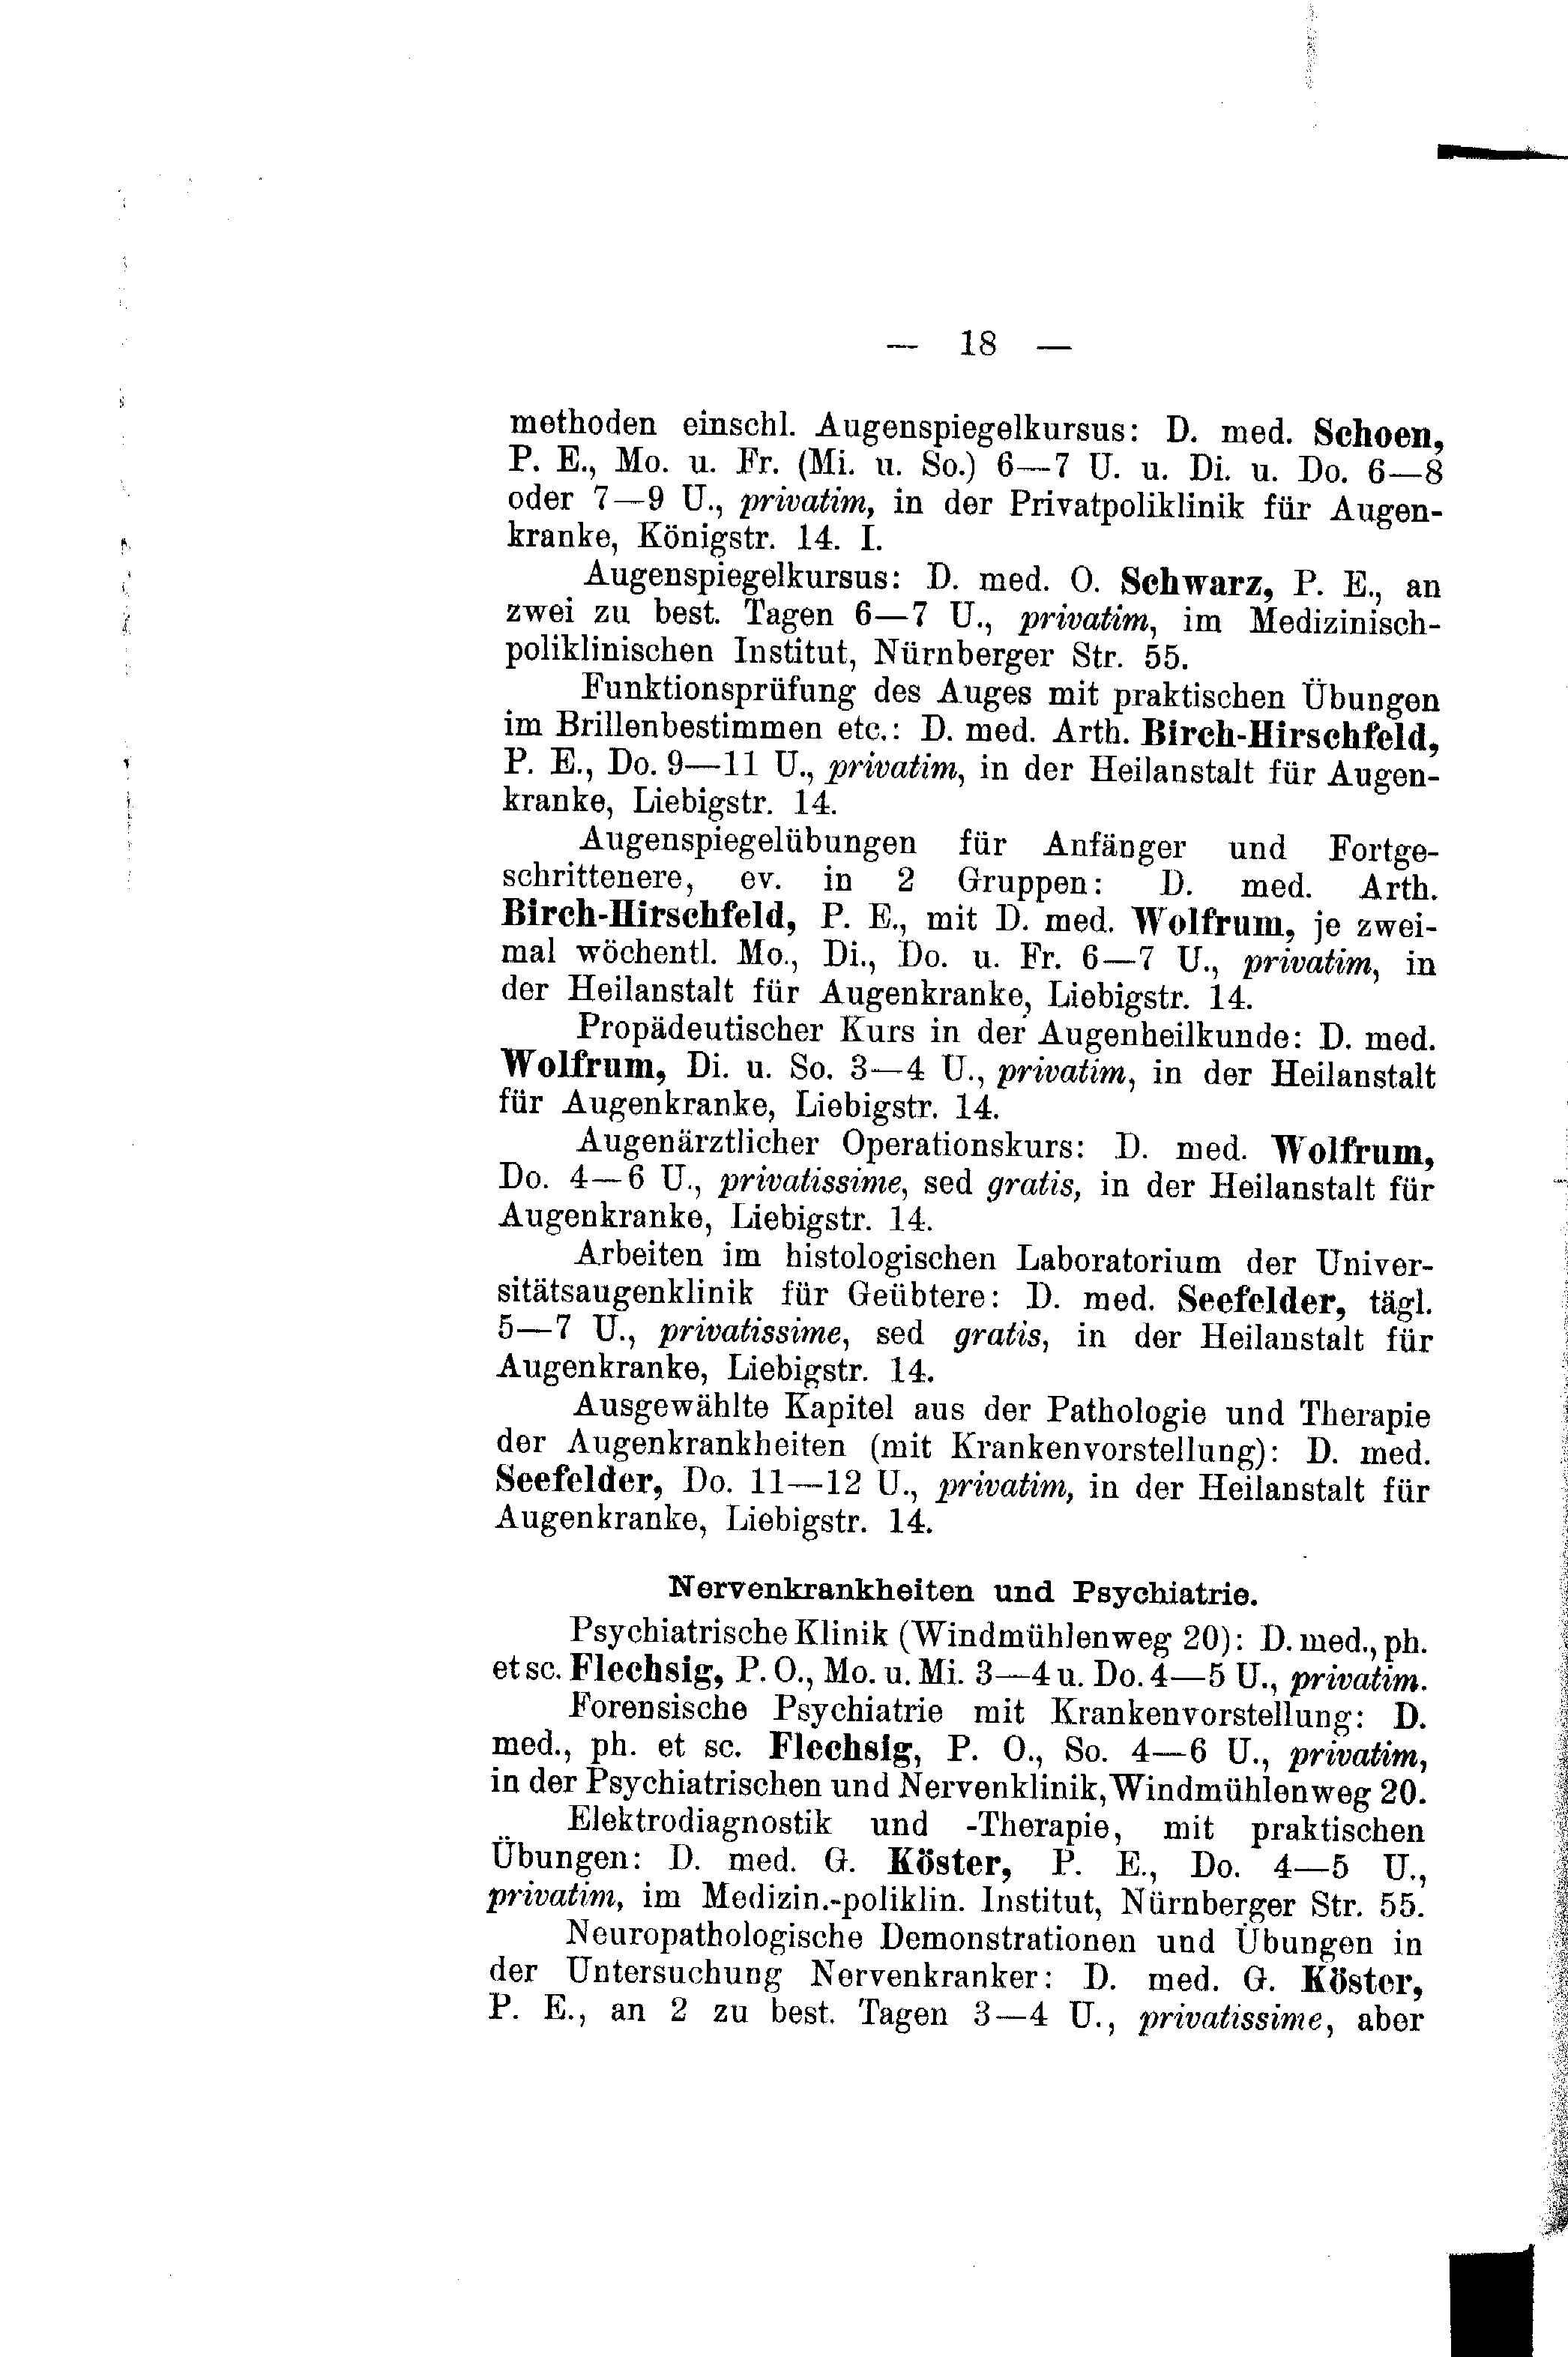 — 18 —
methoden einschl. Augenspiegelkursus: D. med. Schoen,
P. E., Mo. u. Fr. (Mi. u. So.) 6—7 U. u. Di. u. Do. 6—8
oder 7—9 U., privatim, in der Privatpoliklinik für Augen-
kranke, Königstr. 14. I.
Augenspiegelkursus: D. med. O. Schwarz, P. E., an
zwei zu best. Tagen 6—7 U., privatim, im Medizinisch-
poliklinischen Institut, Nürnberger Str. 55.
Funktionsprüfung des Auges mit praktischen Übungen
im Brillenbestimmen etc.: D. med. Arth. Birch-Hirschfeld,
P. E., Do. 9—11 U., privatim, in der Heilanstalt für Augen-
kranke, Liebigstr. 14.
Augenspiegelübungen für Anfänger und Fortge-
schrittenere, ev. in 2 Gruppen: D. med. Arth.
Birch-Hirschfeld, P. E., mit D. med. Wolfrum, je zwei-
mal wöchentl. Mo., Di., Do. u. Fr. 6—7 U., privatim, in
der Heilanstalt für Augenkranke, Liebigstr. 14.
Propädeutischer Kurs in der Augenheilkunde: D. med.
Wolfrum, Di. u. So. 3—4 U., privatim, in der Heilanstalt
für Augenkranke, Liebigstr. 14.
Augenärztlicher Operationskurs: D. med. Wolfrum,
Do. 4—6 U., privatissime, sed gratis, in der Heilanstalt für
Augenkranke, Liebigstr. 14.
Arbeiten im histologischen Laboratorium der Univer-
sitätsaugenklinik für Geübtere: D. med. Seefelder, tägl.
5—7 U., privatissime, sed gratis, in der Heilanstalt für
Augenkranke, Liebigstr. 14.
Ausgewählte Kapitel aus der Pathologie und Therapie
der Augenkrankheiten (mit Krankenvorstellung): D. med.
Seefelder, Do. 11—12 U., privatim, in der Heilanstalt für
Augenkranke, Liebigstr. 14.
Nervenkrankheiten und Psychiatrie.
Psychiatrische Klinik (Windmühlenweg 20): D. med., ph.
et sc. Flechsig, P. O., Mo. u. Mi. 3—4 u. Do. 4—5 U., privatim.
Forensische Psychiatrie mit Krankenvorstellung: D.
med., ph. et sc. Flechsig, P. O., So. 4—6 U., privatim,
in der Psychiatrischen und Nervenklinik, Windmühlenweg 20.
Elektrodiagnostik und -Therapie, mit praktischen
Übungen: D. med. G. Köster, P. E., Do. 4—5 U.,
privatim, im Medizin.-poliklin. Institut, Nürnberger Str. 55.
Neuropathologische Demonstrationen und Übungen in
der Untersuchung Nervenkranker: D. med. G. Köster,
P. E., an 2 zu best. Tagen 3—4 U., privatissime, aber